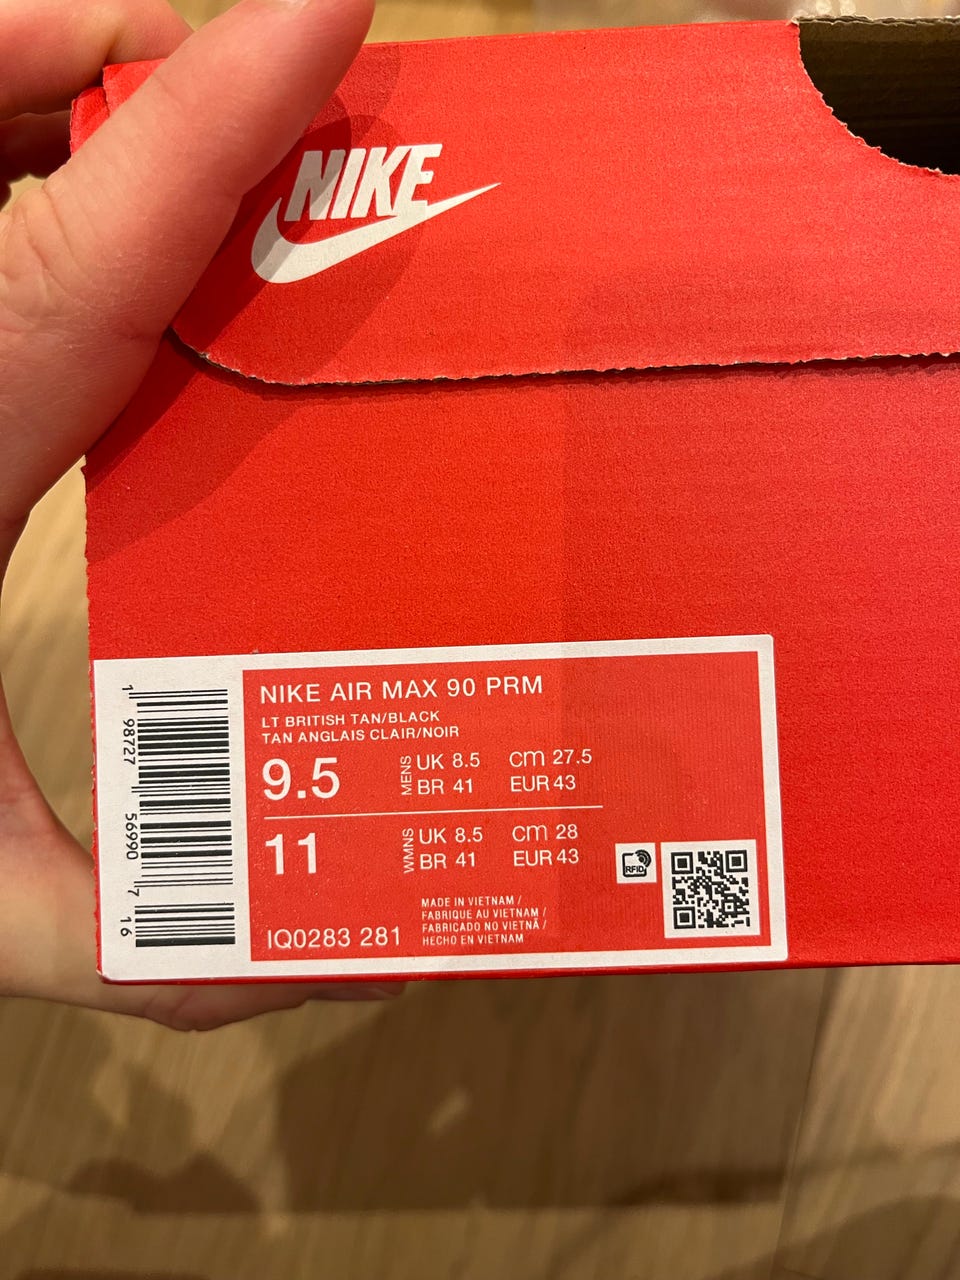 NIKE
NIKE AIR MAX 90 PRM
LT BRITISH TAN/BLACK
TAN ANGLAIS CLAIR/NOIR
9.5 MENS UK 8.5 cm 27.5
BR 41 EUR 43
11 WMNS UK 8.5 cm 28
BR 41 EUR 43
MADE IN VIETNAM /
FABRIQUE AU VIETNAM /
FABRICADO NO VIETNÃ /
HECHO EN VIETNAM
IQ0283 281
RFID
1 98727 56990 7 16